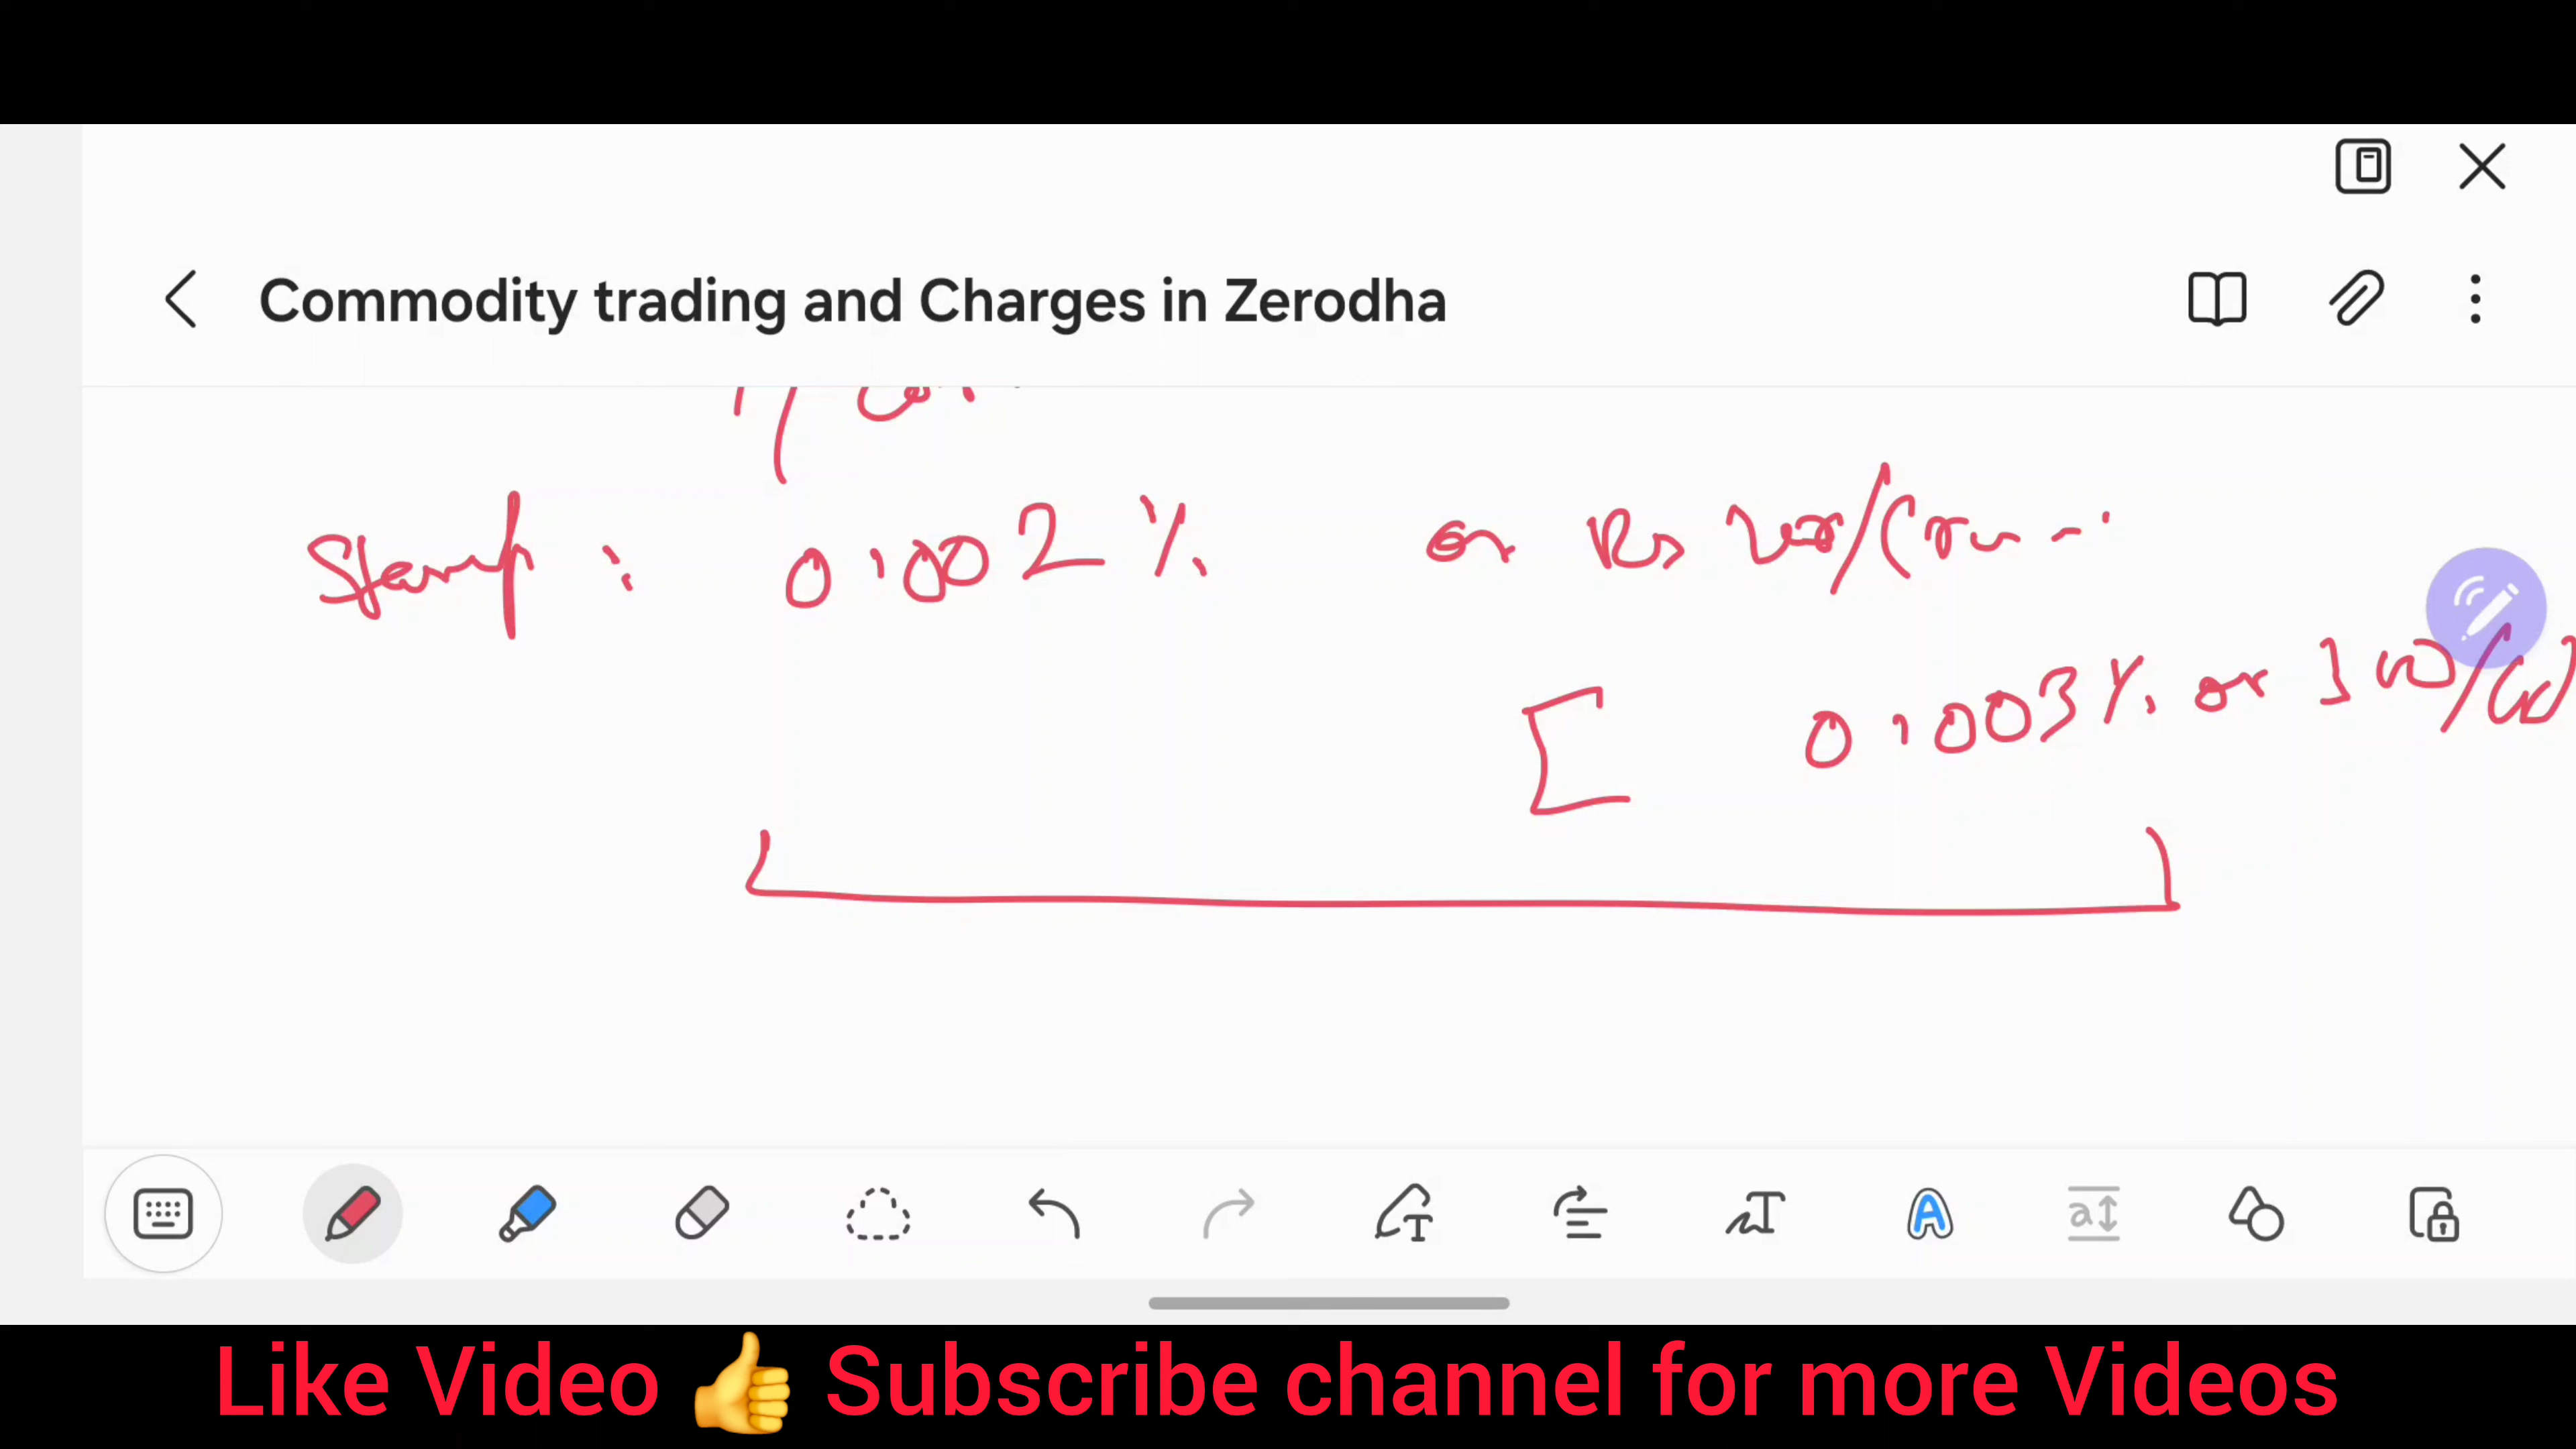 Commodity trading and Charges in Zerodha
Stamp : 0.002 % or Rs 200/Crore
[ 0.003 % or 300/Cr]
Like Video 👍 Subscribe channel for more Videos